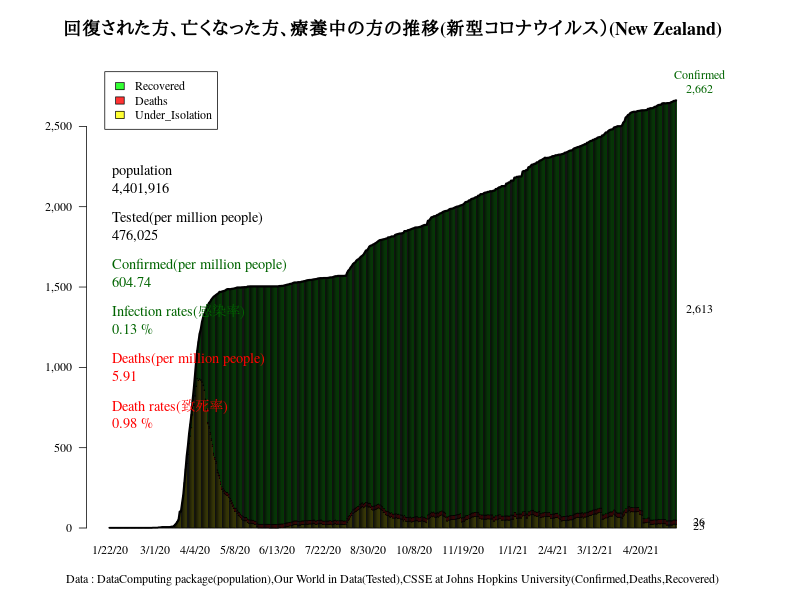 回復された方、亡くなった方、療養中の方の推移(新型コロナウイルス）(New Zealand)
Recovered
Deaths
Under_Isolation
Confirmed
2,662
population
4,401,916
Tested(per million people)
476,025
Confirmed(per million people)
604.74
Infection rates(感染率)
0.13 %
Deaths(per million people)
5.91
Death rates(致死率)
0.98 %
2,500
2,000
1,500
1,000
500
0
2,613
26
23
1/22/20 3/1/20 4/4/20 5/8/20 6/13/20 7/22/20 8/30/20 10/8/20 11/19/20 1/1/21 2/4/21 3/12/21 4/20/21
Data : DataComputing package(population),Our World in Data(Tested),CSSE at Johns Hopkins University(Confirmed,Deaths,Recovered)